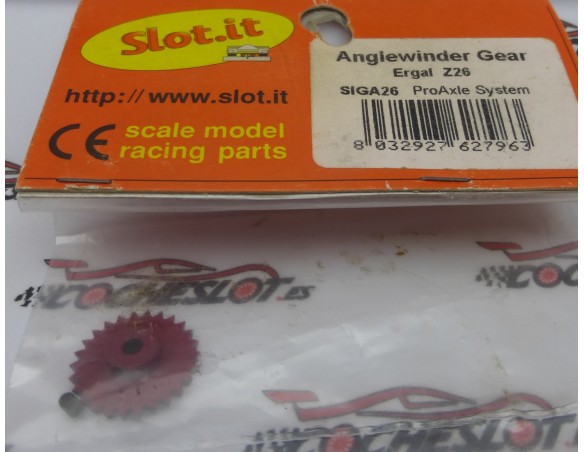 Slot.it
http://www.slot.it
CE scale model
racing parts
Anglewinder Gear
Ergal Z26
SIGA26 ProAxle System
8 032927 627963
COCHESLOT.ES
COCHESLOT
COCHESLOT.ES